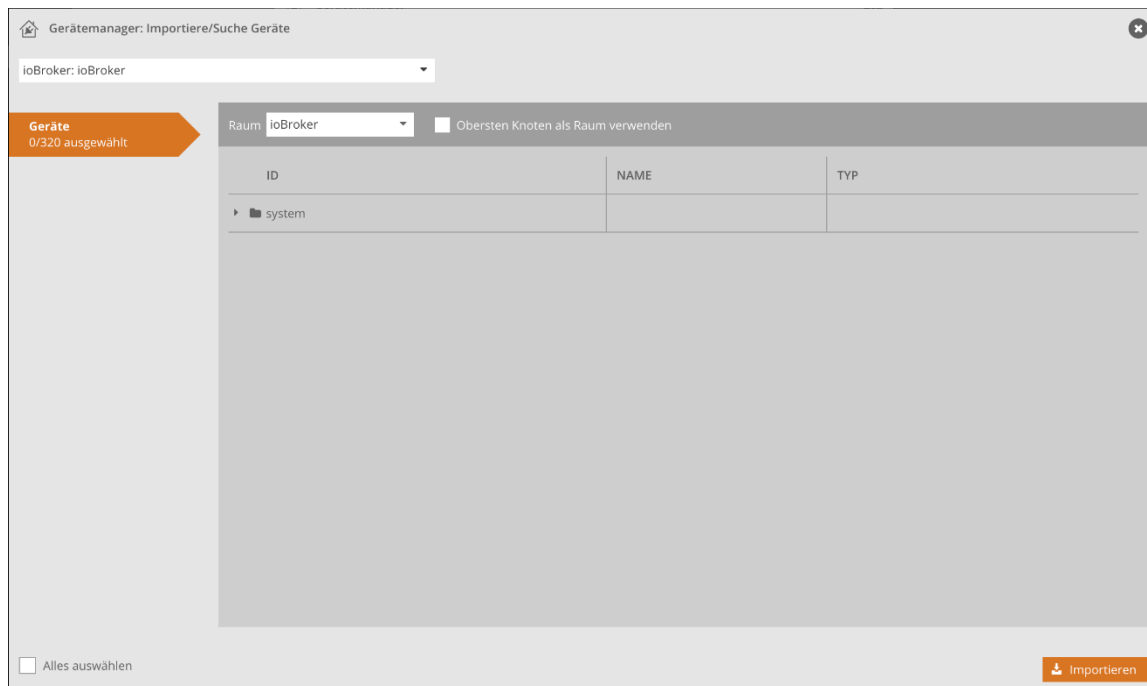 Gerätemanager: Importiere/Suche Geräte
ioBroker: ioBroker
Geräte
0/320 ausgewählt
Raum ioBroker Obersten Knoten als Raum verwenden
ID NAME TYP
system
Alles auswählen
Importieren